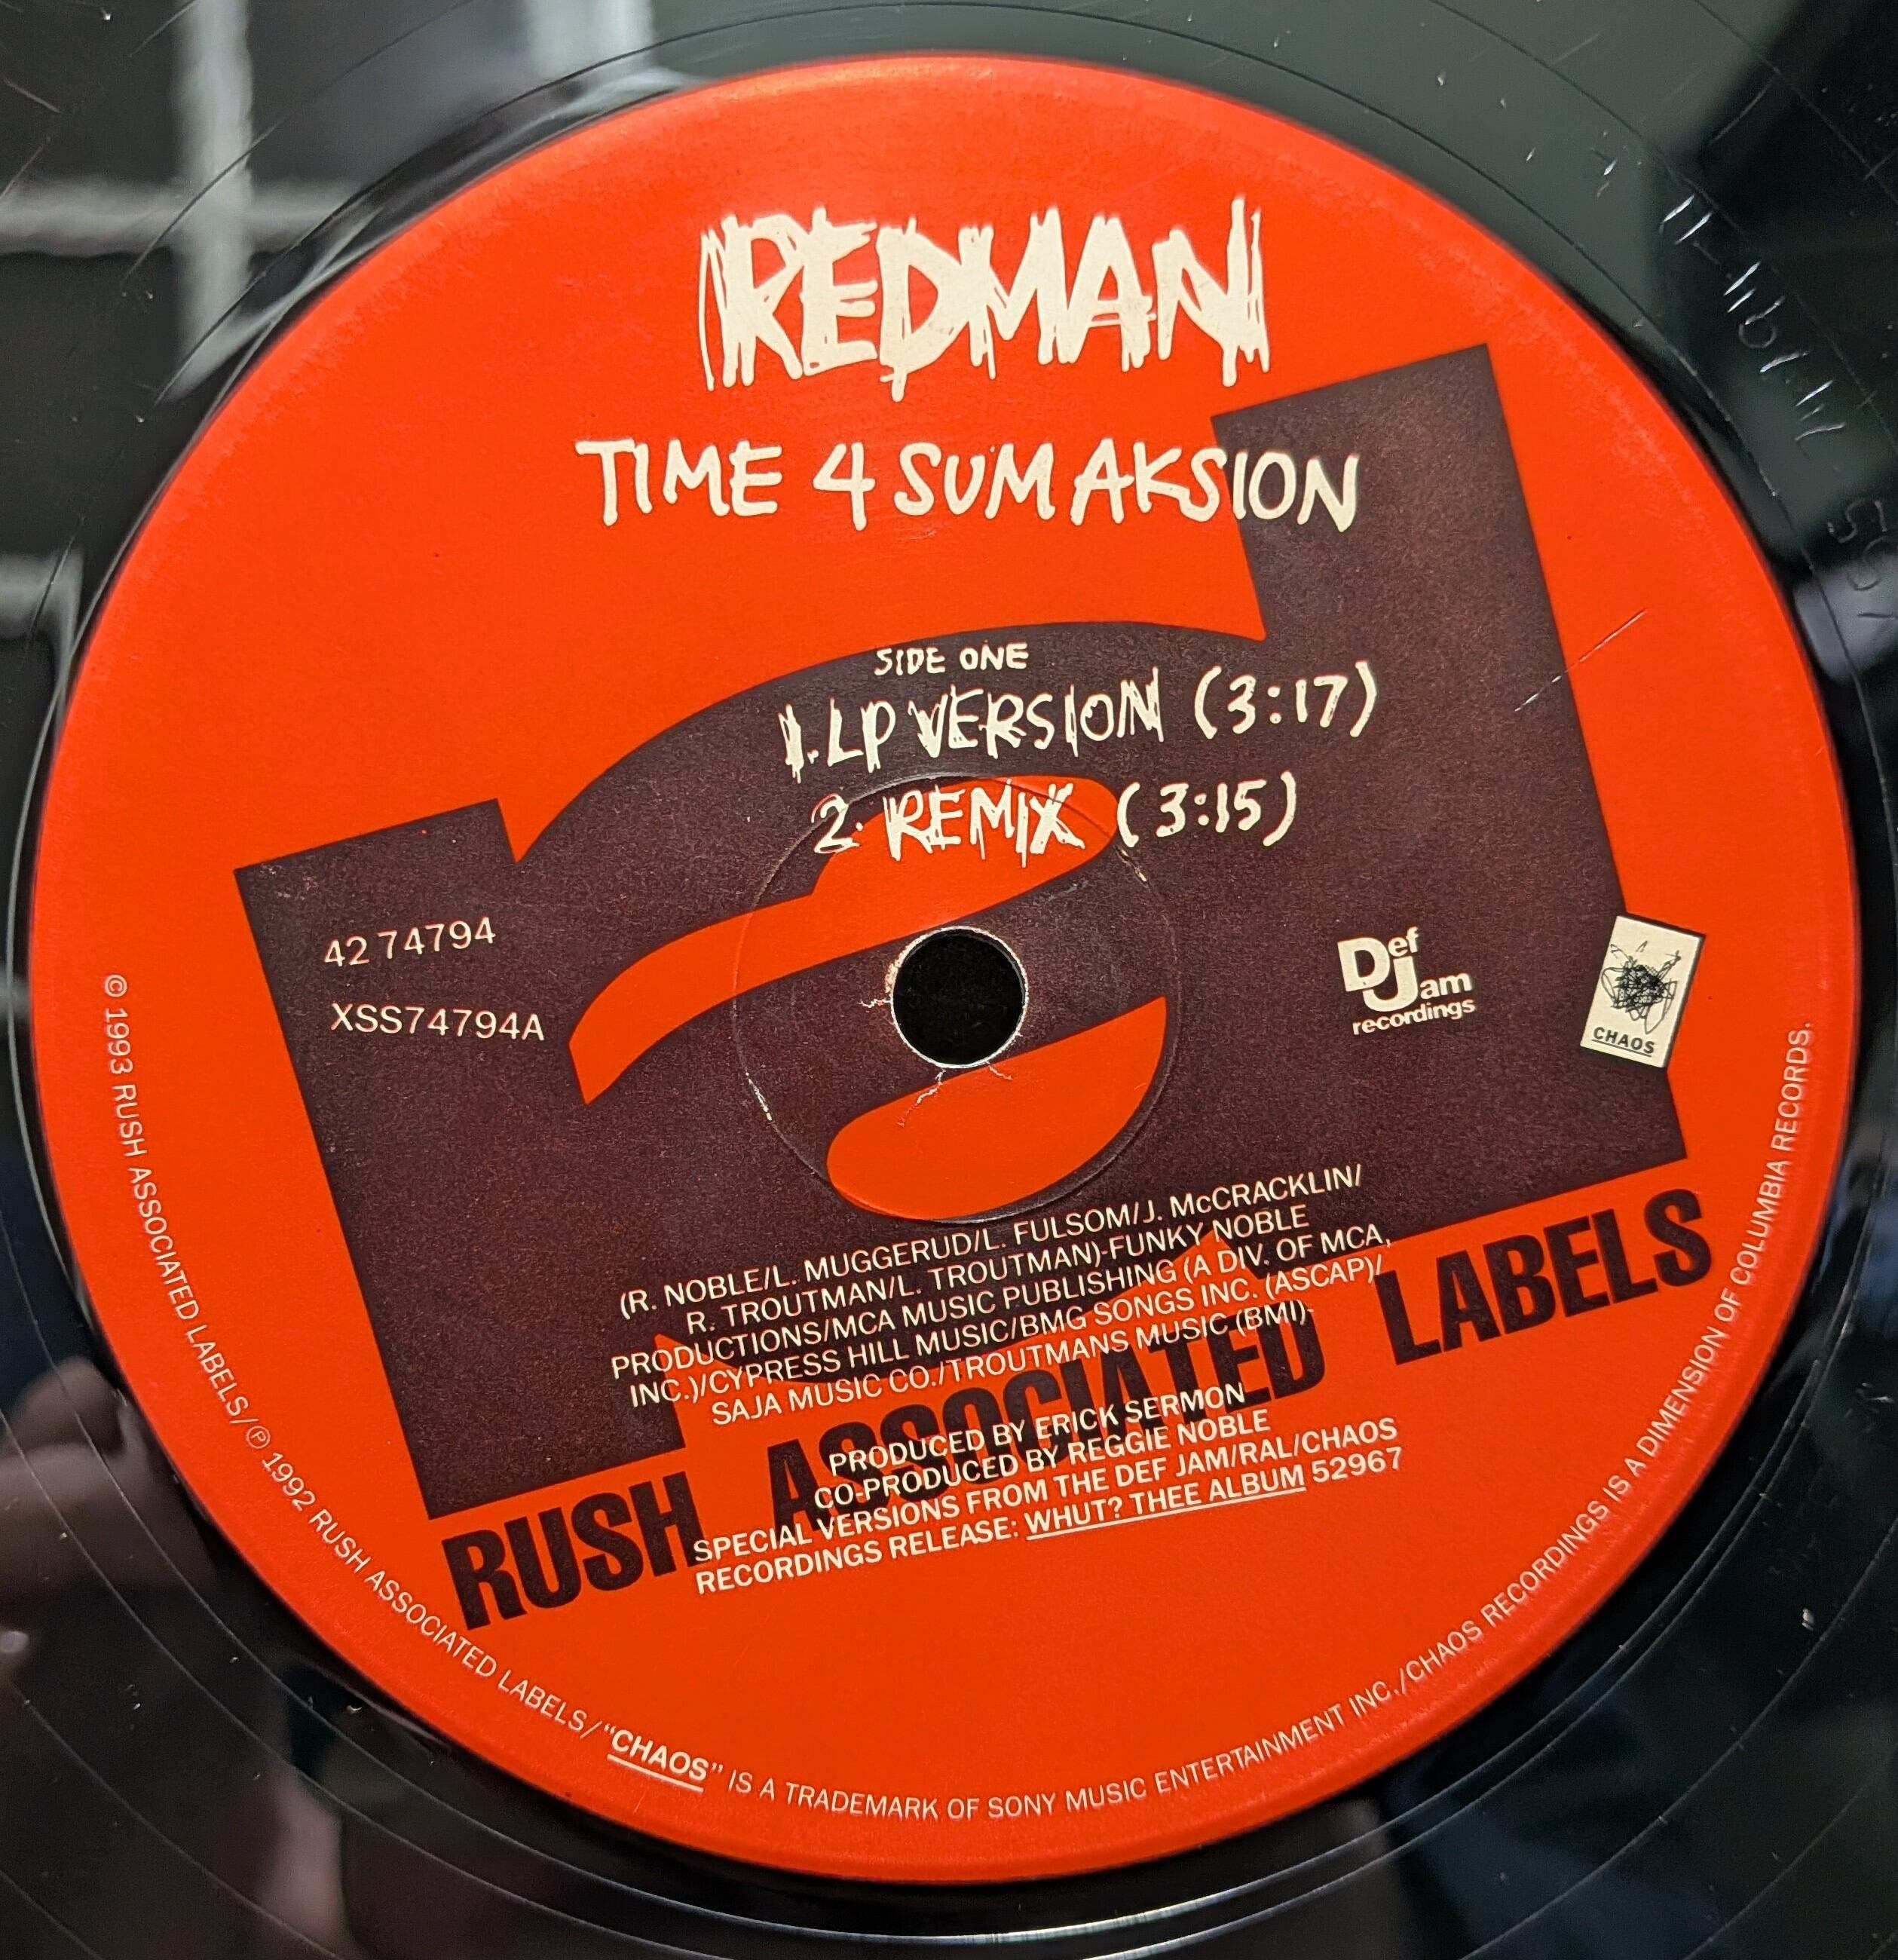 REDMAN
TIME 4 SUM AKSION
SIDE ONE
1. LP VERSION (3:17)
2. REMIX (3:15)
42 74794
XSS74794A
Def
Jam
recordings
CHAOS
(R. NOBLE/L. MUGGERUD/L. FULSOM/J. McCRACKLIN/
R. TROUTMAN/L. TROUTMAN)-FUNKY NOBLE
PRODUCTIONS/MCA MUSIC PUBLISHING (A DIV. OF MCA,
INC.)/CYPRESS HILL MUSIC/BMG SONGS INC. (ASCAP)/
SAJA MUSIC CO./TROUTMANS MUSIC (BMI)-
PRODUCED BY ERICK SERMON
CO-PRODUCED BY REGGIE NOBLE
SPECIAL VERSIONS FROM THE DEF JAM/RAL/CHAOS
RECORDINGS RELEASE: WHUT? THEE ALBUM 52967
RUSH ASSOCIATED LABELS
© 1993 RUSH ASSOCIATED LABELS/℗ 1992 RUSH ASSOCIATED LABELS/"CHAOS" IS A TRADEMARK OF SONY MUSIC ENTERTAINMENT INC./CHAOS RECORDINGS IS A DIMENSION OF COLUMBIA RECORDS.